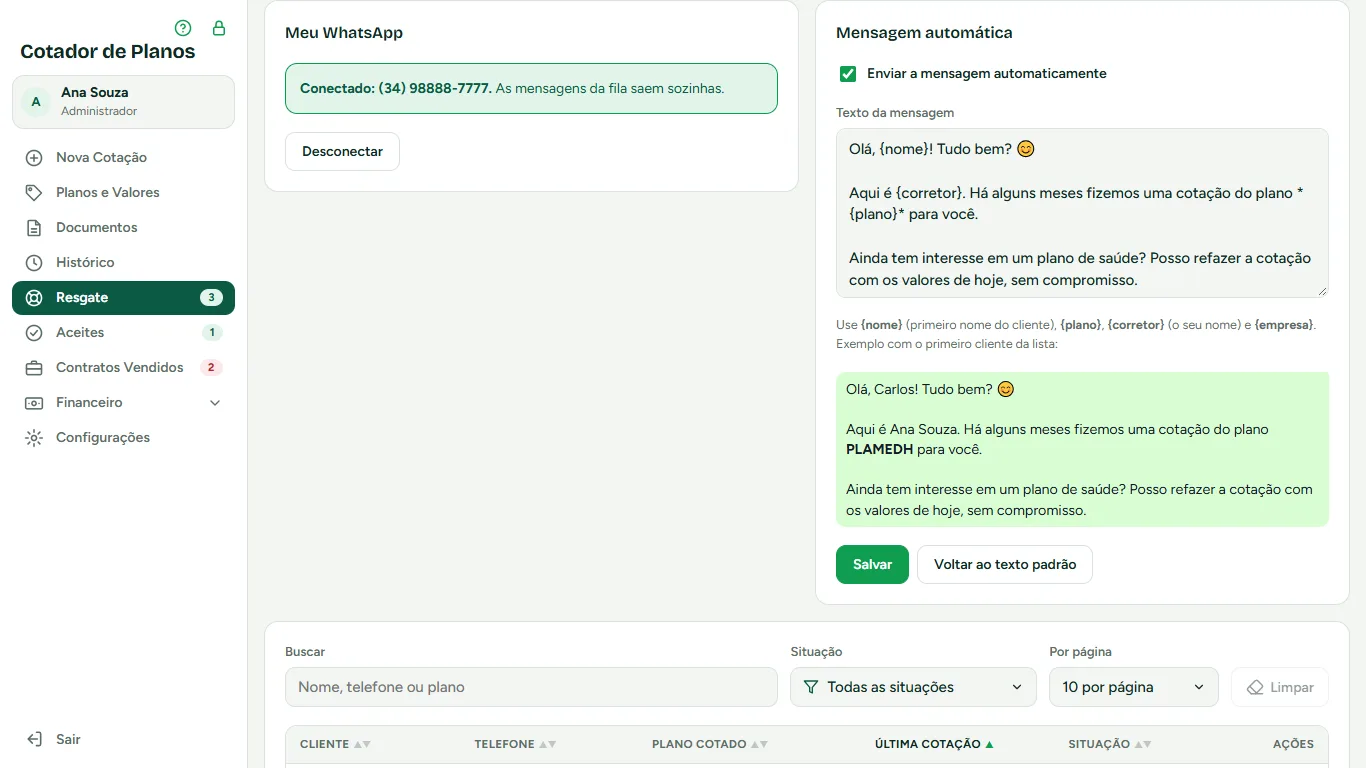 Cotador de Planos
A
Ana Souza
Administrador
Nova Cotação
Planos e Valores
Documentos
Histórico
Resgate 3
Aceites 1
Contratos Vendidos 2
Financeiro
Configurações
Sair
Meu WhatsApp
Conectado: (34) 98888-7777. As mensagens da fila saem sozinhas.
Desconectar
Mensagem automática
Enviar a mensagem automaticamente
Texto da mensagem
Olá, {nome}! Tudo bem? 😊
Aqui é {corretor}. Há alguns meses fizemos uma cotação do plano *
{plano}* para você.
Ainda tem interesse em um plano de saúde? Posso refazer a cotação
com os valores de hoje, sem compromisso.
Use {nome} (primeiro nome do cliente), {plano}, {corretor} (o seu nome) e {empresa}.
Exemplo com o primeiro cliente da lista:
Olá, Carlos! Tudo bem? 😊
Aqui é Ana Souza. Há alguns meses fizemos uma cotação do plano
PLAMEDH para você.
Ainda tem interesse em um plano de saúde? Posso refazer a cotação com
os valores de hoje, sem compromisso.
Salvar
Voltar ao texto padrão
Buscar
Nome, telefone ou plano
Situação
Todas as situações
Por página
10 por página
Limpar
CLIENTE ▲▼ TELEFONE ▲▼ PLANO COTADO ▲▼ ÚLTIMA COTAÇÃO ▲ SITUAÇÃO ▲▼ AÇÕES